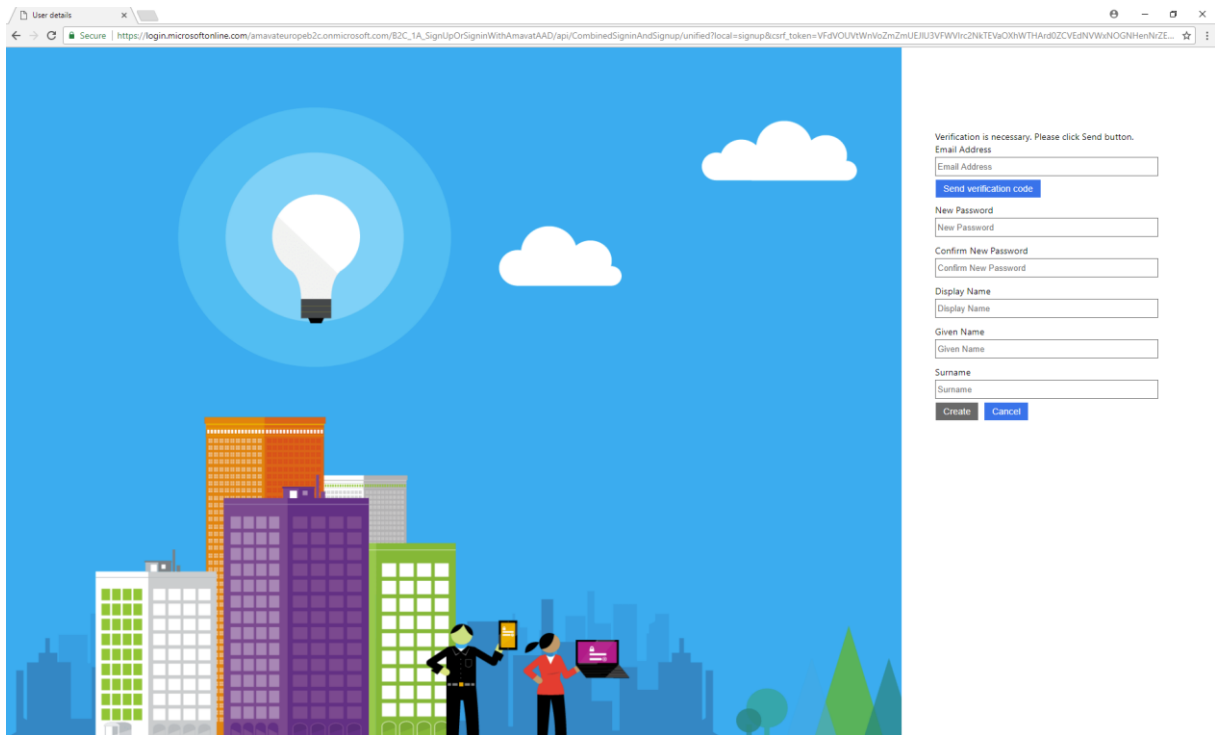 User details
Secure | https://login.microsoftonline.com/amavateuropeb2c.onmicrosoft.com/B2C_1A_SignUpOrSigninWithAmavatAAD/api/CombinedSigninAndSignup/unified?local=signup&csrf_token=
Verification is necessary. Please click Send button.
Email Address
Email Address
Send verification code
New Password
New Password
Confirm New Password
Confirm New Password
Display Name
Display Name
Given Name
Given Name
Surname
Surname
Create Cancel